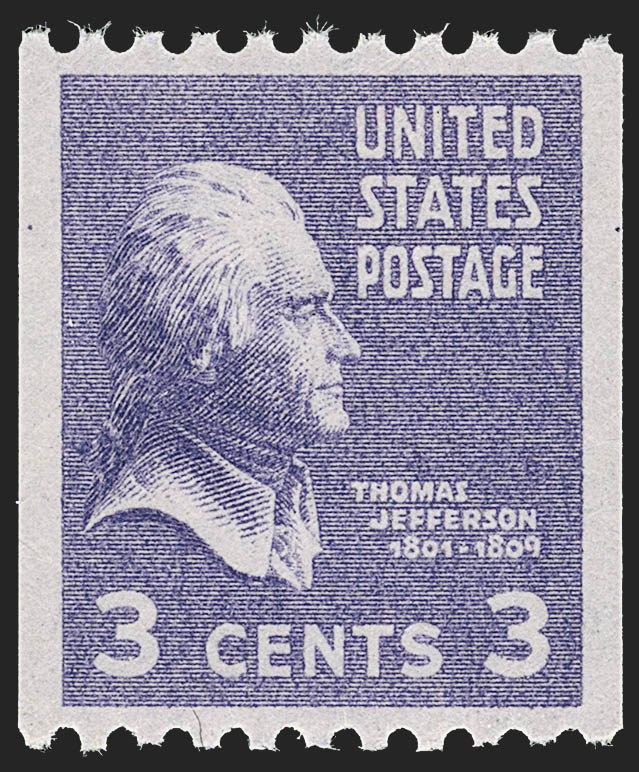 UNITED
STATES
POSTAGE
THOMAS
JEFFERSON
1801-1809
3 CENTS 3